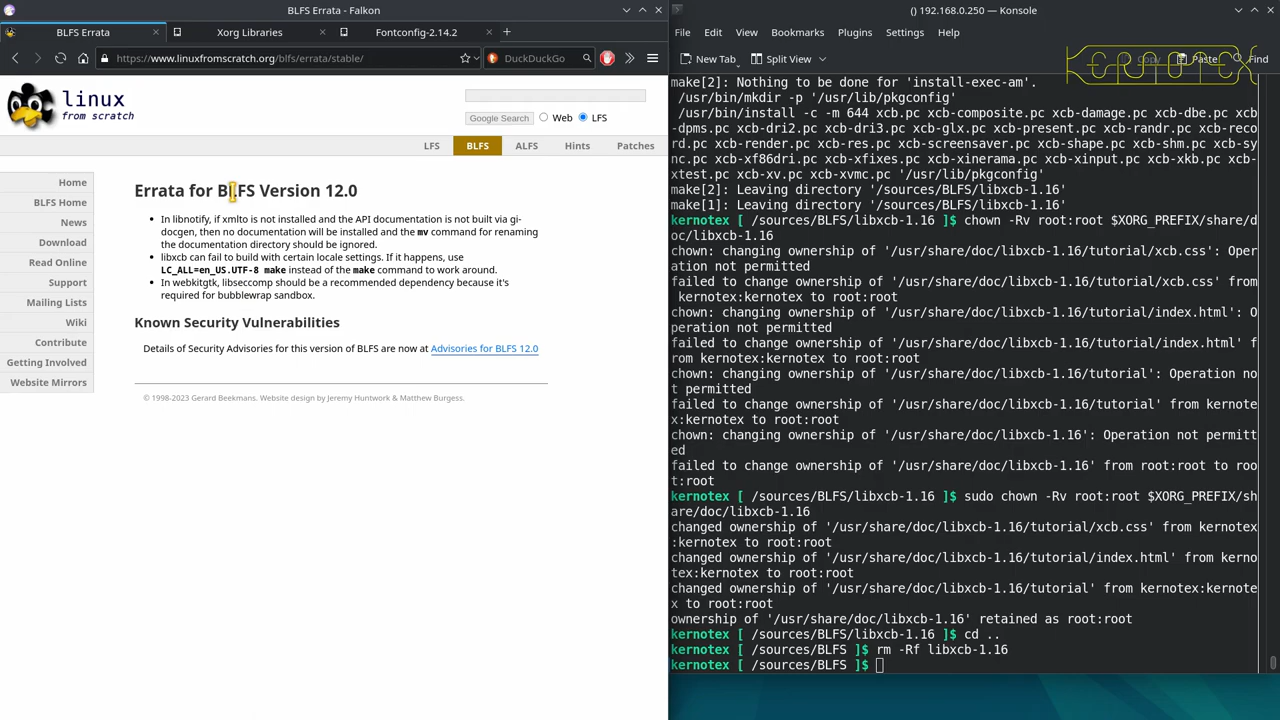 BLFS Errata - Falkon
BLFS Errata
Xorg Libraries
Fontconfig-2.14.2
https://www.linuxfromscratch.org/blfs/errata/stable/
DuckDuckGo
linux
from scratch
Google Search
Web
LFS
LFS
BLFS
ALFS
Hints
Patches
Home
BLFS Home
News
Download
Read Online
Support
Mailing Lists
Wiki
Contribute
Getting Involved
Website Mirrors
Errata for BLFS Version 12.0
In libnotify, if xmlto is not installed and the API documentation is not built via gi-
docgen, then no documentation will be installed and the mv command for renaming
the documentation directory should be ignored.
libxcb can fail to build with certain locale settings. If it happens, use
LC_ALL=en_US.UTF-8 make instead of the make command to work around.
In webkitgtk, libseccomp should be a recommended dependency because it's
required for bubblewrap sandbox.
Known Security Vulnerabilities
Details of Security Advisories for this version of BLFS are now at Advisories for BLFS 12.0
© 1998-2023 Gerard Beekmans. Website design by Jeremy Huntwork & Matthew Burgess.
() 192.168.0.250 — Konsole
File
Edit
View
Bookmarks
Plugins
Settings
Help
New Tab
Split View
Copy
Paste
Find
KERNOTEX
make[2]: Nothing to be done for 'install-exec-am'.
/usr/bin/mkdir -p '/usr/lib/pkgconfig'
/usr/bin/install -c -m 644 xcb.pc xcb-composite.pc xcb-damage.pc xcb-dbe.pc xcb
-dpms.pc xcb-dri2.pc xcb-dri3.pc xcb-glx.pc xcb-present.pc xcb-randr.pc xcb-reco
rd.pc xcb-render.pc xcb-res.pc xcb-screensaver.pc xcb-shape.pc xcb-shm.pc xcb-sy
nc.pc xcb-xf86dri.pc xcb-xfixes.pc xcb-xinerama.pc xcb-xinput.pc xcb-xkb.pc xcb-
xtest.pc xcb-xv.pc xcb-xvmc.pc '/usr/lib/pkgconfig'
make[2]: Leaving directory '/sources/BLFS/libxcb-1.16'
make[1]: Leaving directory '/sources/BLFS/libxcb-1.16'
kernotex [ /sources/BLFS/libxcb-1.16 ]$ chown -Rv root:root $XORG_PREFIX/share/d
oc/libxcb-1.16
chown: changing ownership of '/usr/share/doc/libxcb-1.16/tutorial/xcb.css': Oper
ation not permitted
failed to change ownership of '/usr/share/doc/libxcb-1.16/tutorial/xcb.css' from
kernotex:kernotex to root:root
chown: changing ownership of '/usr/share/doc/libxcb-1.16/tutorial/index.html': O
peration not permitted
failed to change ownership of '/usr/share/doc/libxcb-1.16/tutorial/index.html' f
rom kernotex:kernotex to root:root
chown: changing ownership of '/usr/share/doc/libxcb-1.16/tutorial': Operation no
t permitted
failed to change ownership of '/usr/share/doc/libxcb-1.16/tutorial' from kernote
x:kernotex to root:root
chown: changing ownership of '/usr/share/doc/libxcb-1.16': Operation not permitt
ed
failed to change ownership of '/usr/share/doc/libxcb-1.16' from root:root to roo
t:root
kernotex [ /sources/BLFS/libxcb-1.16 ]$ sudo chown -Rv root:root $XORG_PREFIX/sh
are/doc/libxcb-1.16
changed ownership of '/usr/share/doc/libxcb-1.16/tutorial/xcb.css' from kernotex
:kernotex to root:root
changed ownership of '/usr/share/doc/libxcb-1.16/tutorial/index.html' from kerno
tex:kernotex to root:root
changed ownership of '/usr/share/doc/libxcb-1.16/tutorial' from kernotex:kernote
x to root:root
ownership of '/usr/share/doc/libxcb-1.16' retained as root:root
kernotex [ /sources/BLFS/libxcb-1.16 ]$ cd ..
kernotex [ /sources/BLFS ]$ rm -Rf libxcb-1.16
kernotex [ /sources/BLFS ]$